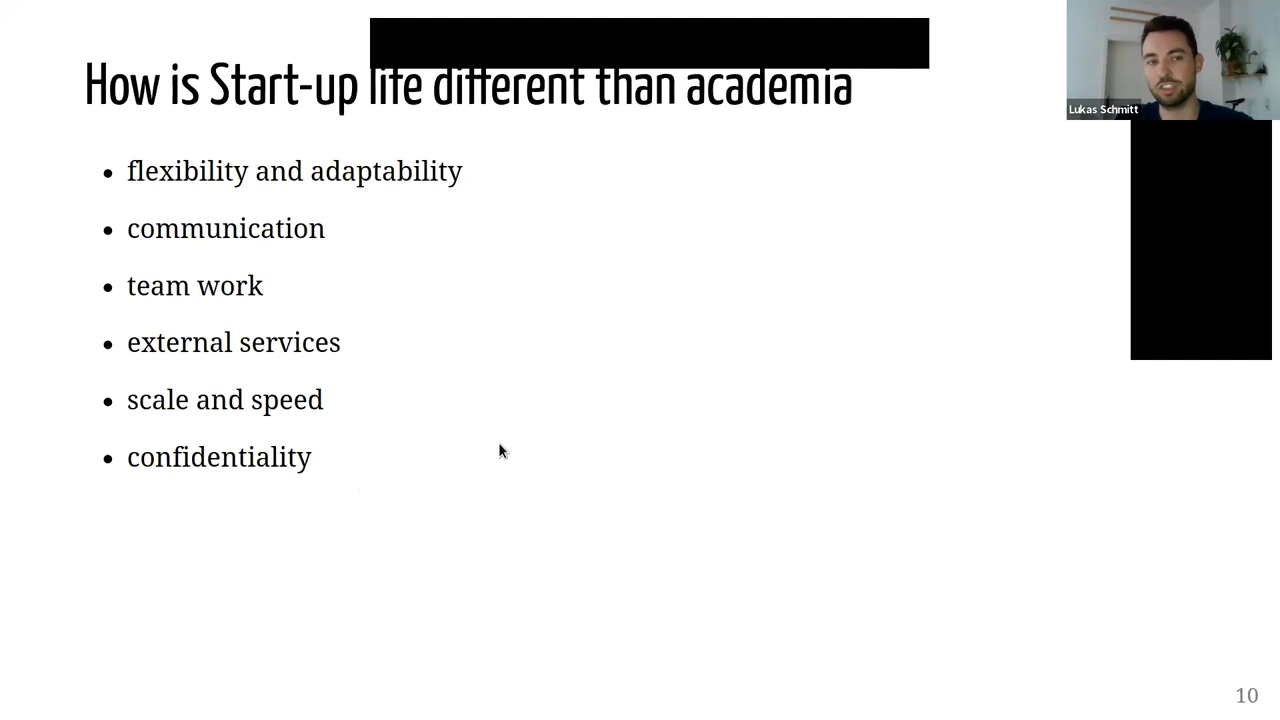 How is Start-up life different than academia
Lukas Schmitt
• flexibility and adaptability
• communication
• team work
• external services
• scale and speed
• confidentiality
10